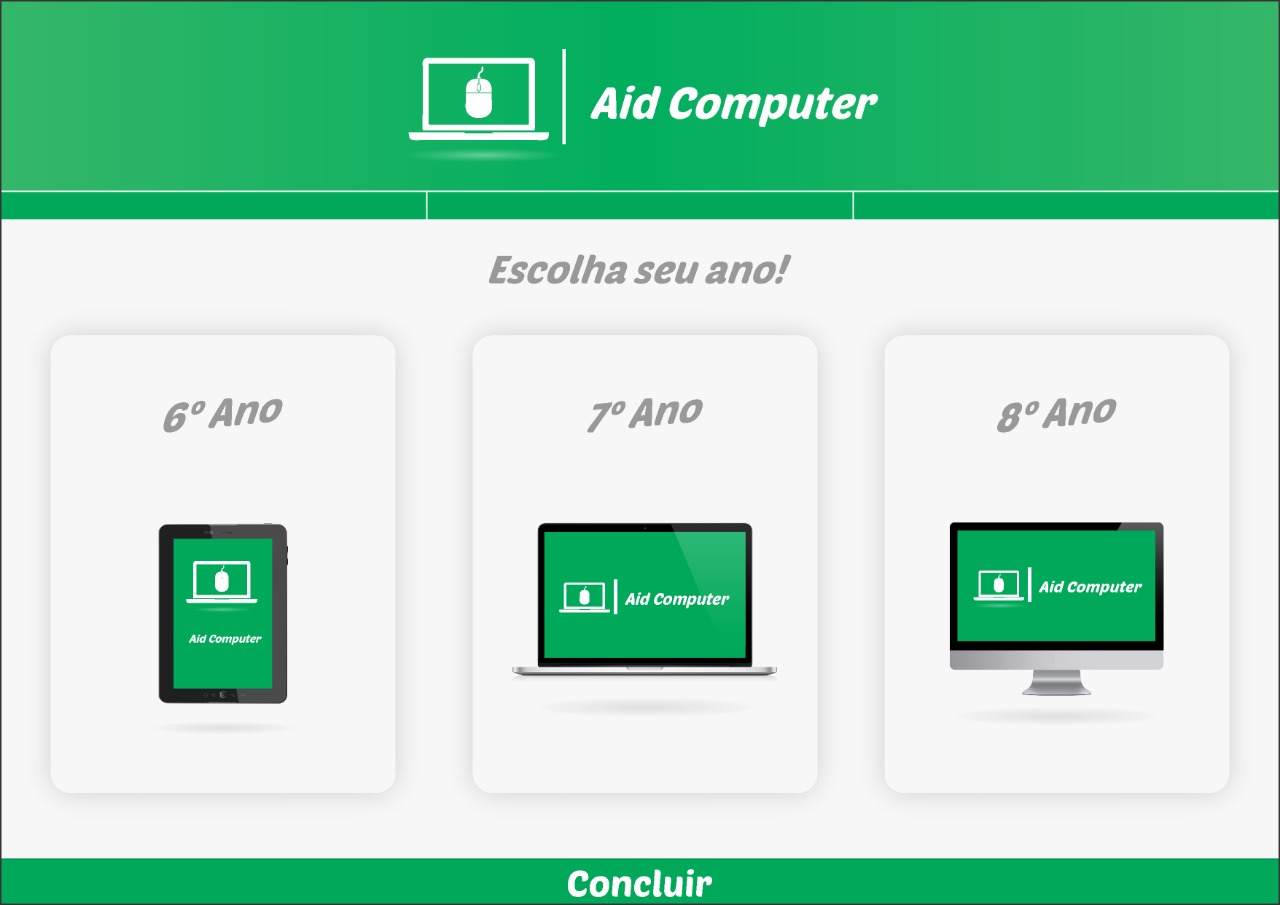 Aid Computer
Escolha seu ano!
6º Ano
7º Ano
8º Ano
Aid Computer
Aid Computer
Aid Computer
Concluir